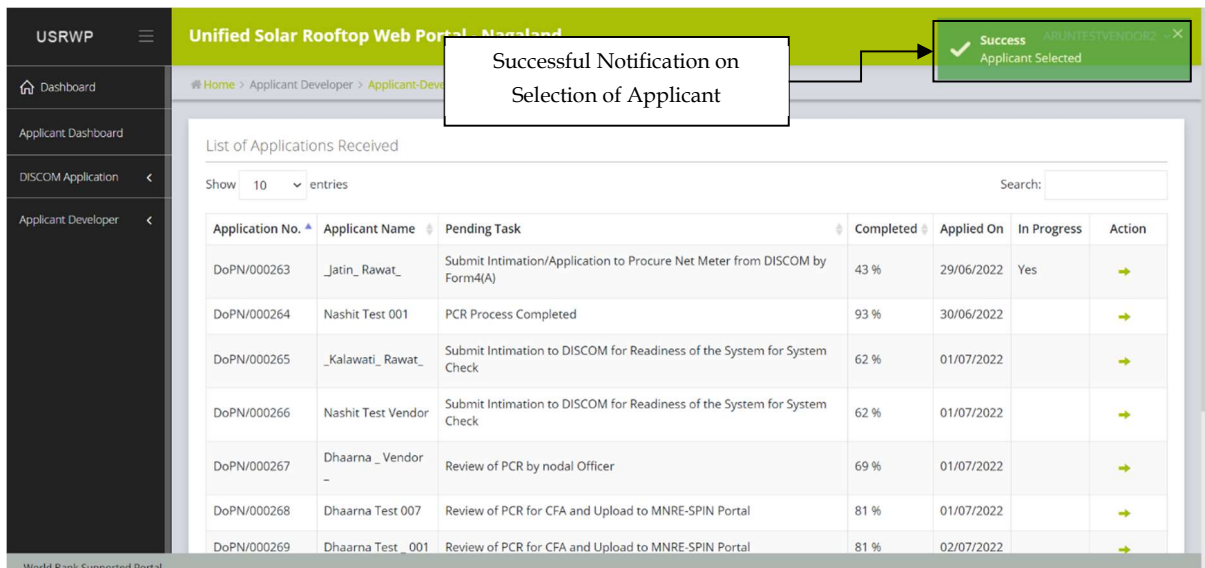 USRWP
Unified Solar Rooftop Web Portal - Nagaland
Success
ARUNTESTVENDOR2
Applicant Selected
Successful Notification on
Selection of Applicant
Dashboard
Home > Applicant Developer > Applicant-Deve
Applicant Dashboard
DISCOM Application
Applicant Developer
List of Applications Received
Show 10 entries
Search:
Application No. Applicant Name Pending Task Completed Applied On In Progress Action
DoPN/000263 _Jatin_ Rawat_ Submit Intimation/Application to Procure Net Meter from DISCOM by 43 % 29/06/2022 Yes
Form4(A)
DoPN/000264 Nashit Test 001 PCR Process Completed 93 % 30/06/2022
DoPN/000265 _Kalawati_ Rawat_ Submit Intimation to DISCOM for Readiness of the System for System 62 % 01/07/2022
Check
DoPN/000266 Nashit Test Vendor Submit Intimation to DISCOM for Readiness of the System for System 62 % 01/07/2022
Check
DoPN/000267 Dhaarna _ Vendor Review of PCR by nodal Officer 69 % 01/07/2022
_
DoPN/000268 Dhaarna Test 007 Review of PCR for CFA and Upload to MNRE-SPIN Portal 81 % 01/07/2022
DoPN/000269 Dhaarna Test _ 001 Review of PCR for CFA and Upload to MNRE-SPIN Portal 81 % 02/07/2022
World Bank Supported Portal